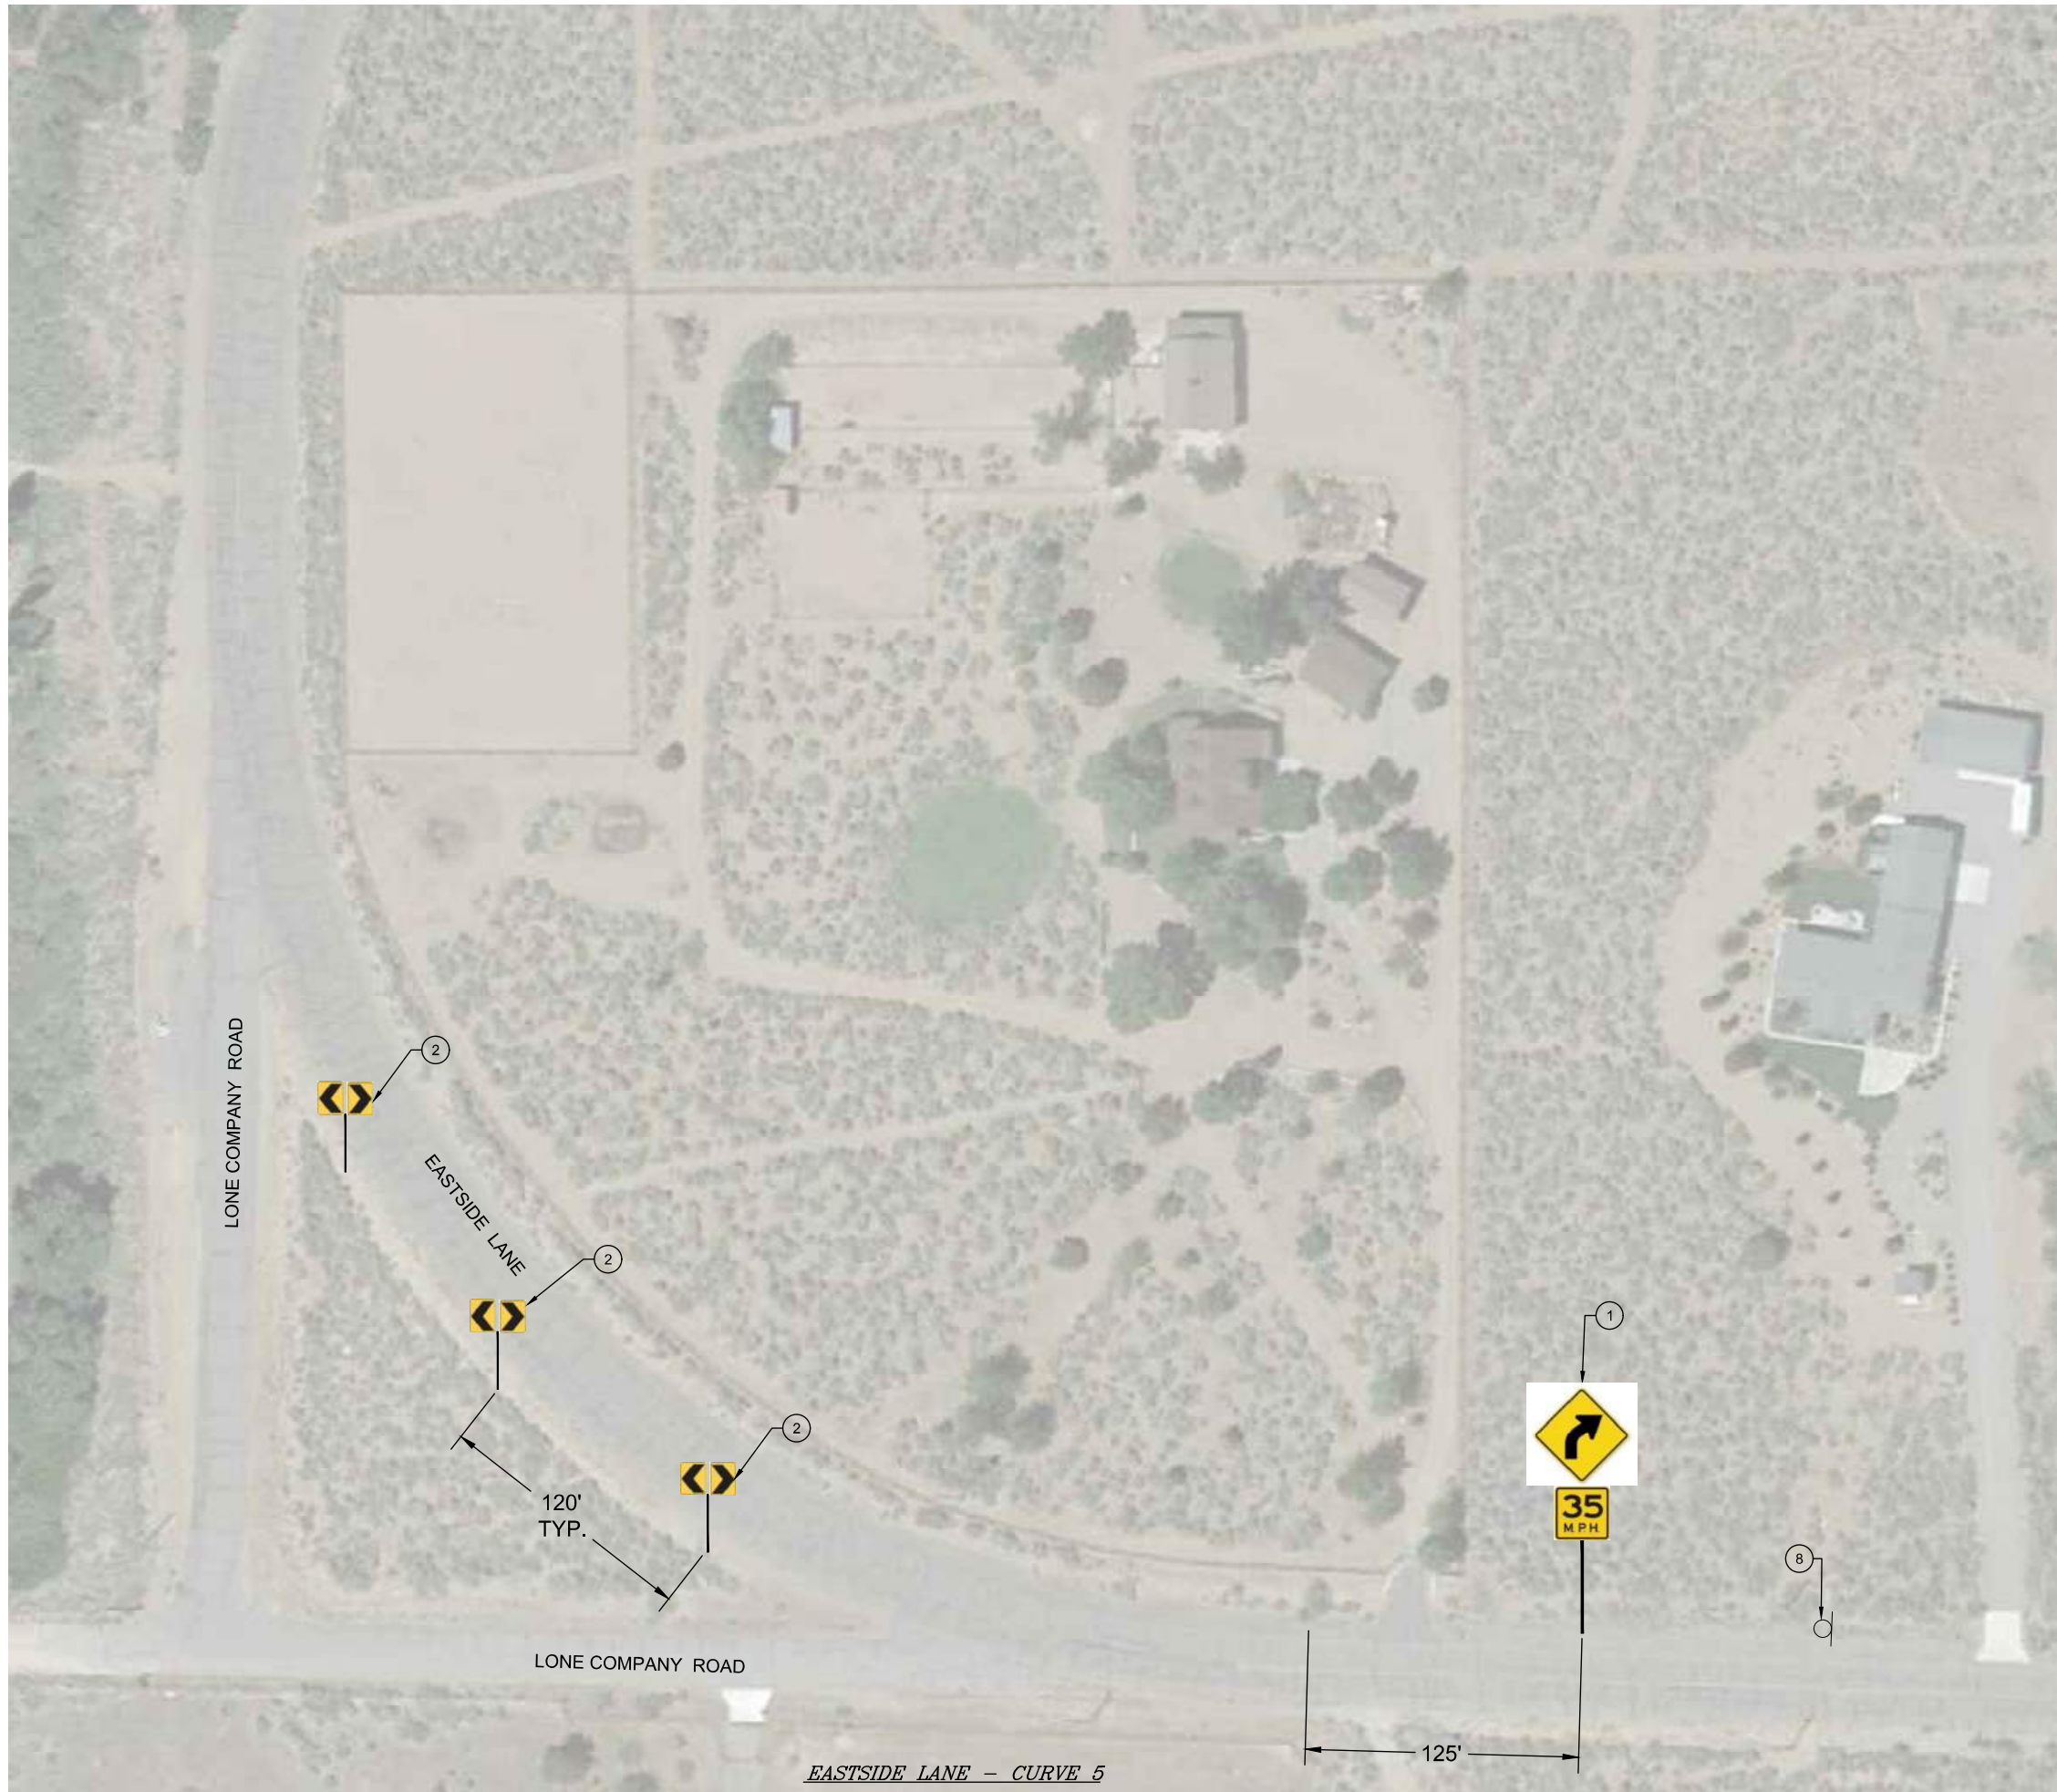 2
LONE COMPANY ROAD
EASTSIDE LANE
2
1
2
120'
TYP.
35
M.P.H.
8
LONE COMPANY ROAD
125'
EASTSIDE LANE - CURVE 5